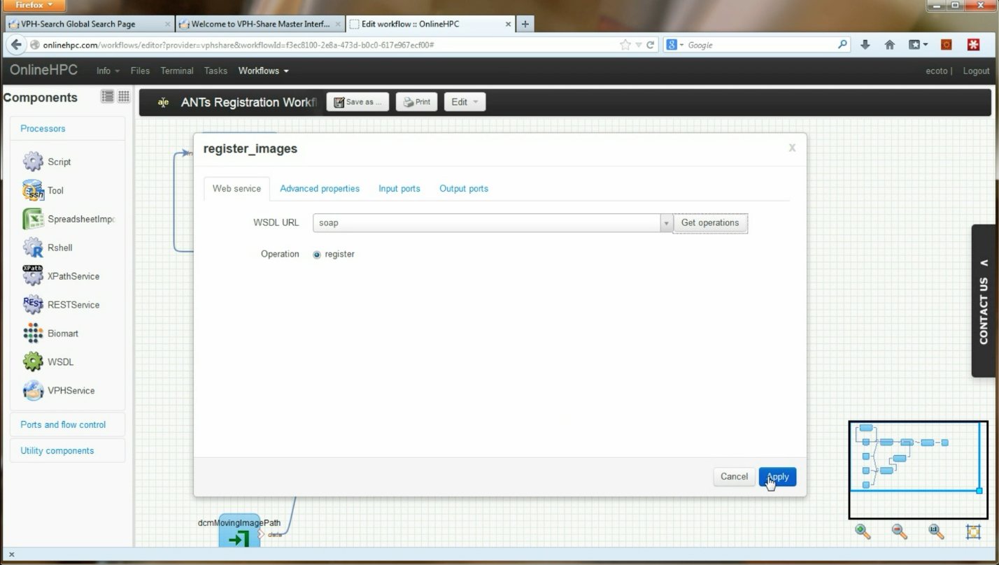 Firefox
VPH-Search Global Search Page
Welcome to VPH-Share Master Interf...
Edit workflow :: OnlineHPC
onlinehpc.com/workflows/editor?provider=vphshare&workflowId=f3ec8100-2e8a-473d-b0c0-617e967ecf00#
Google
OnlineHPC
Info
Files
Terminal
Tasks
Workflows
ecoto |
Logout
Components
ANTs Registration Workfl
Save as ...
Print
Edit
Processors
Script
Tool
SpreadsheetImpo
Rshell
XPathService
RESTService
Biomart
WSDL
VPHService
Ports and flow control
Utility components
register_images
X
Web service
Advanced properties
Input ports
Output ports
WSDL URL
soap
Get operations
Operation
register
Cancel
Apply
CONTACT US
dcmMovingImagePath
data